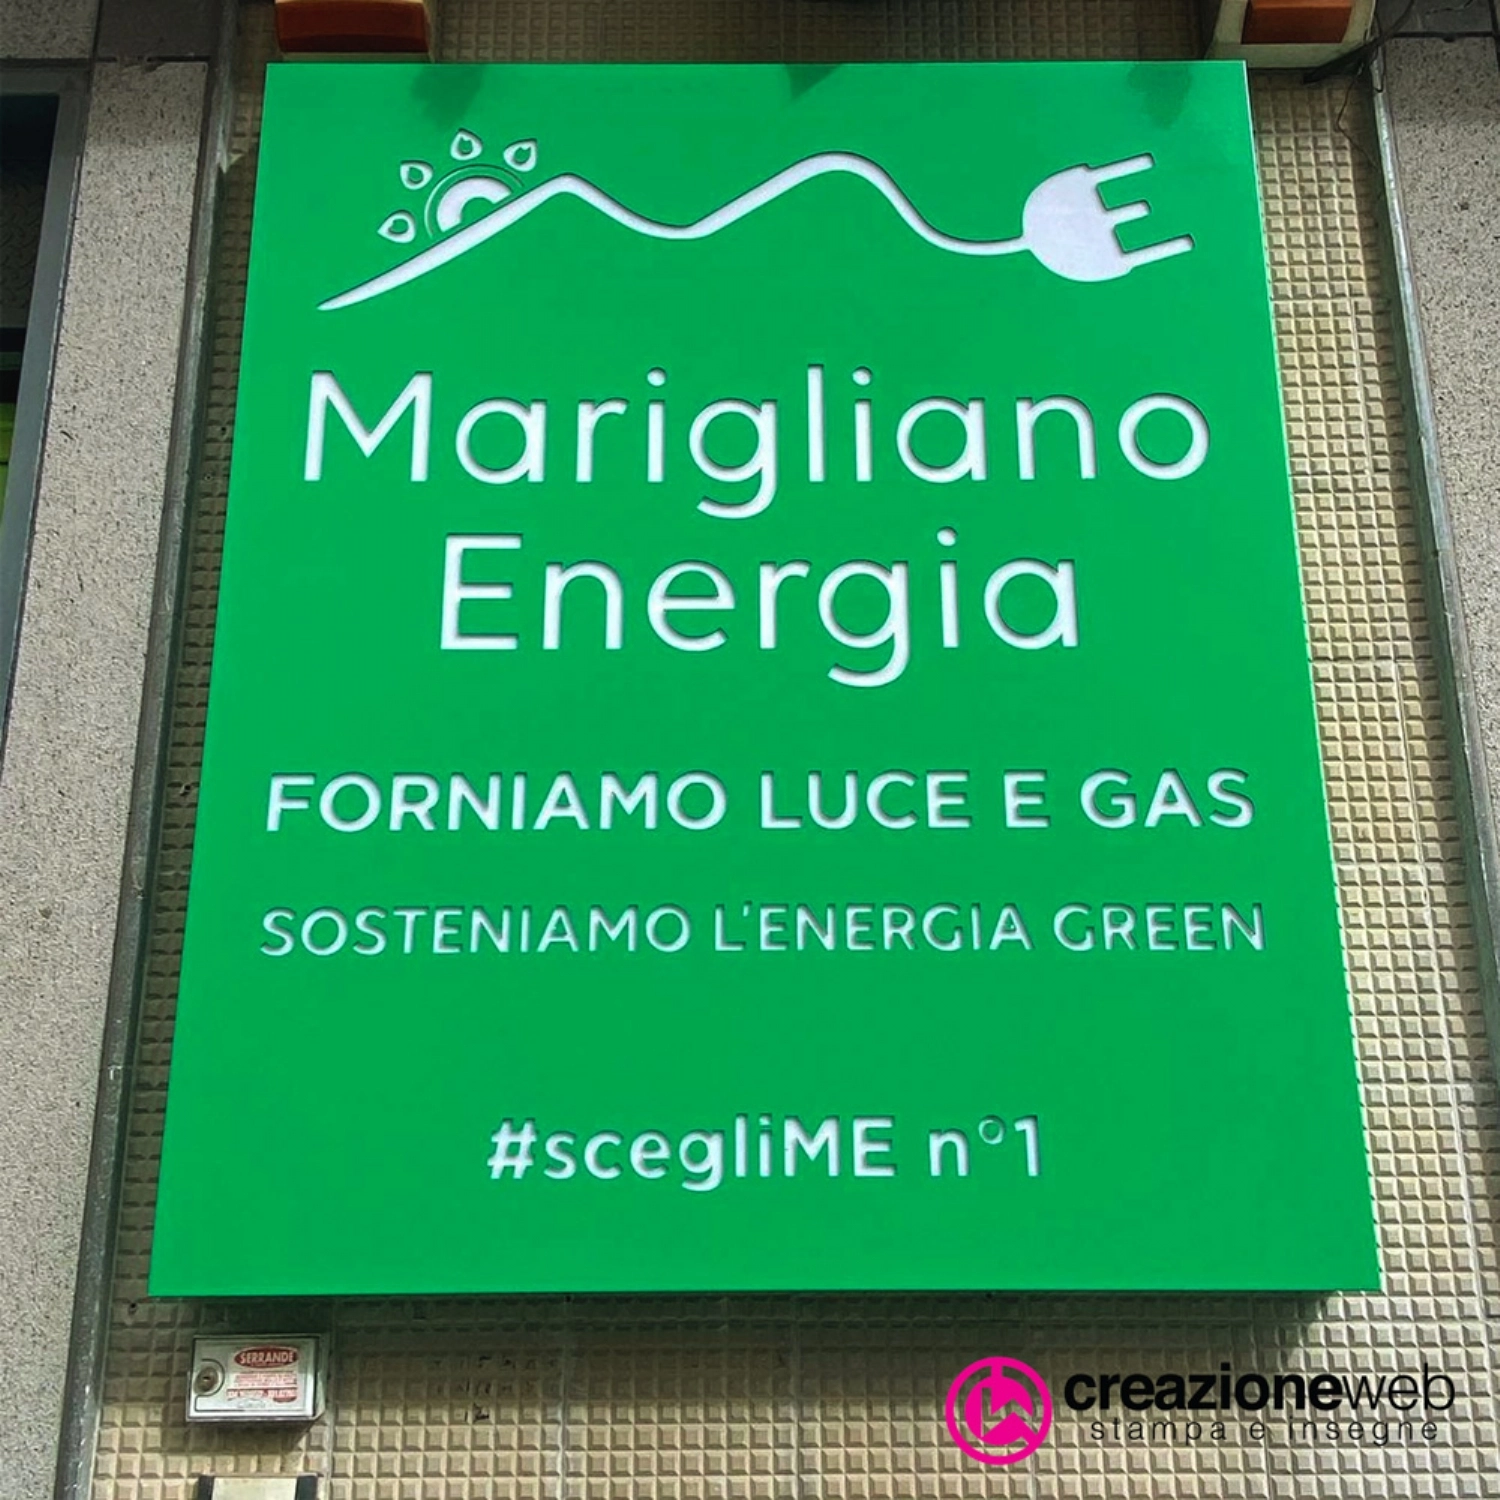 Marigliano
Energia
FORNIAMO LUCE E GAS
SOSTENIAMO L'ENERGIA GREEN
#scegliME n°1
SERRANDE
creazioneweb
stampa e insegne